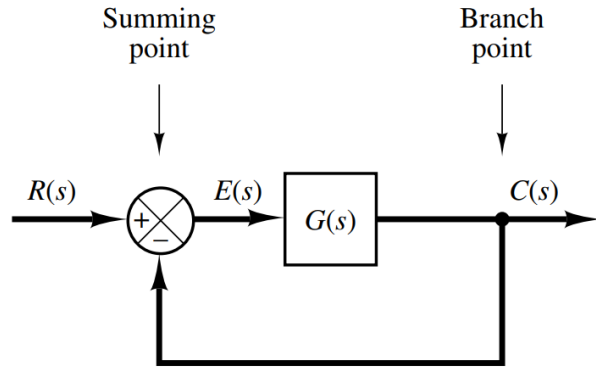 Summing
point
Branch
point
R(s)
+
−
E(s)
G(s)
C(s)